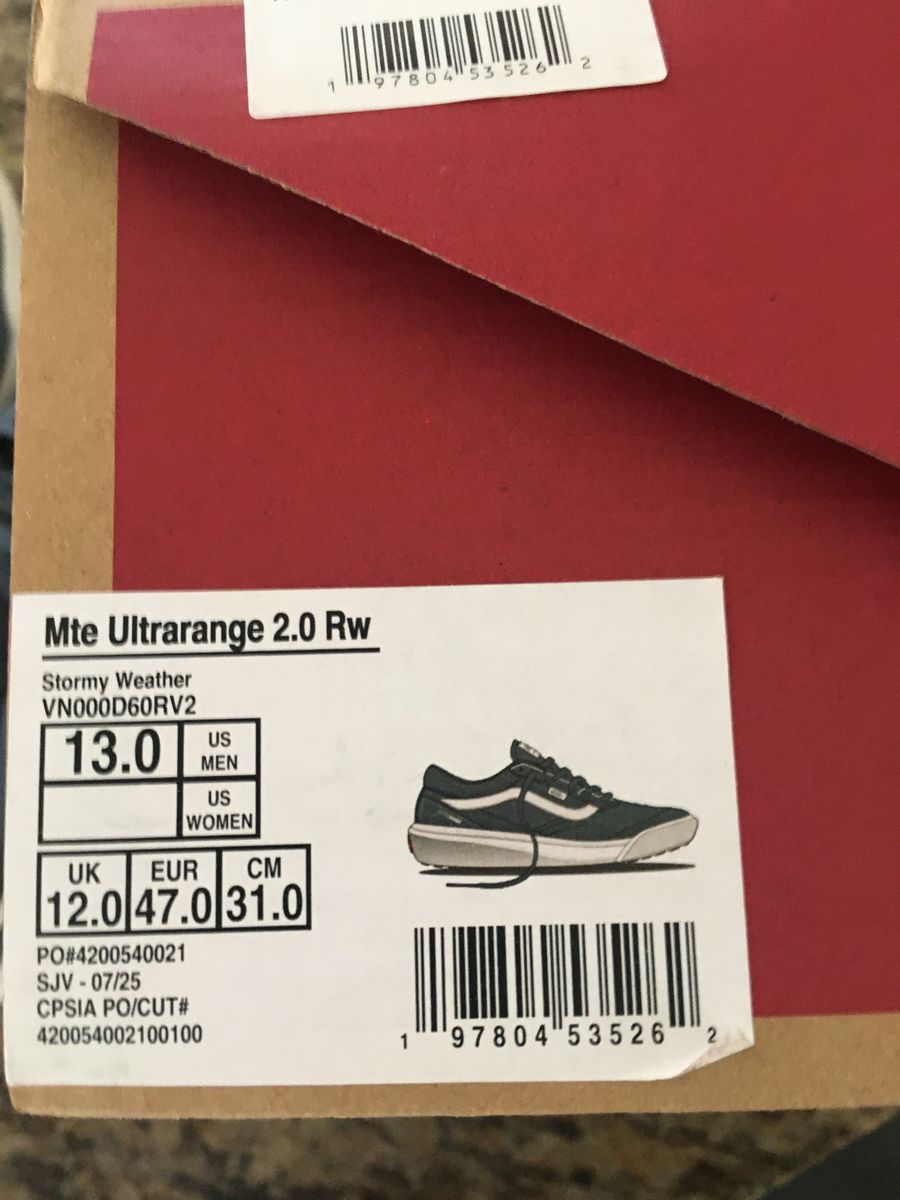 1 97804 53526 2
Mte Ultrarange 2.0 Rw
Stormy Weather
VN000D60RV2
13.0 US MEN
US WOMEN
UK EUR CM
12.0 47.0 31.0
PO#4200540021
SJV - 07/25
CPSIA PO/CUT#
420054002100100
1 97804 53526 2